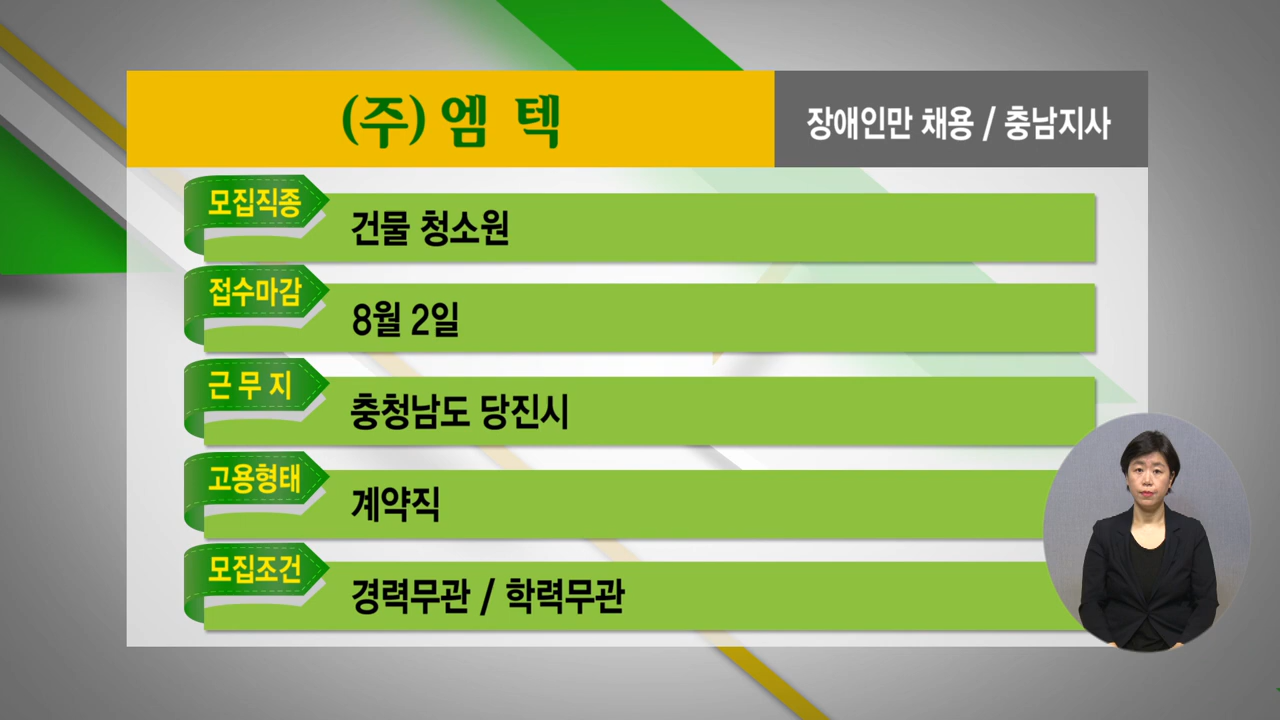 (주) 엠 텍
장애인만 채용 / 충남지사
모집직종
건물 청소원
접수마감
8월 2일
근 무 지
충청남도 당진시
고용형태
계약직
모집조건
경력무관 / 학력무관